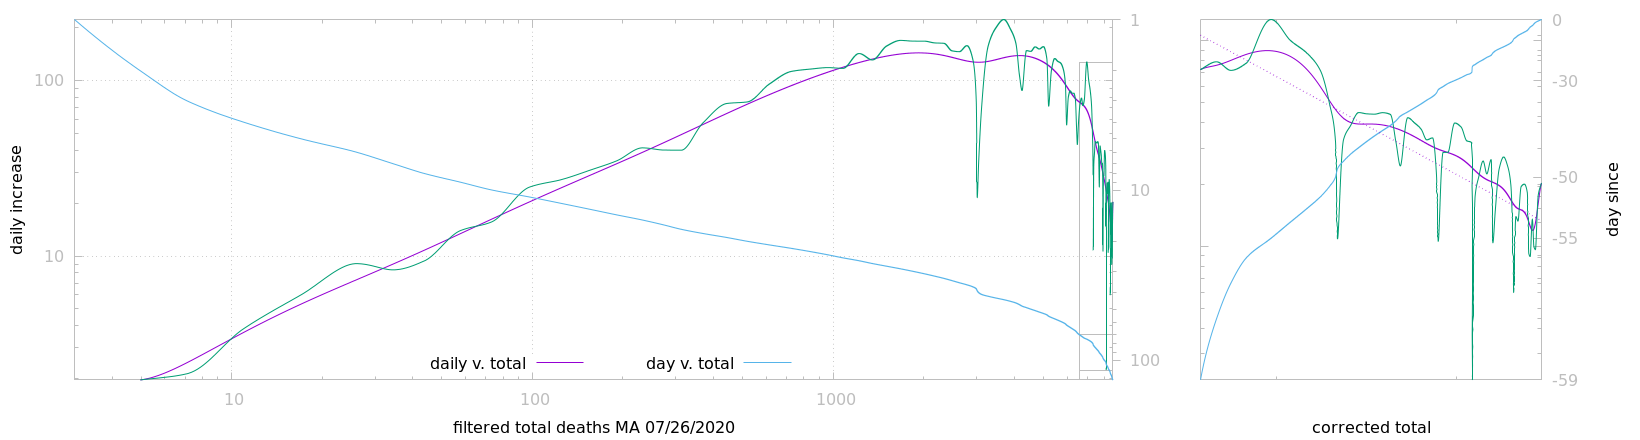 daily increase
100
10
daily v. total
day v. total
10
100
1000
filtered total deaths MA 07/26/2020
1
10
100
0
-30
-50
-55
-59
day since
corrected total